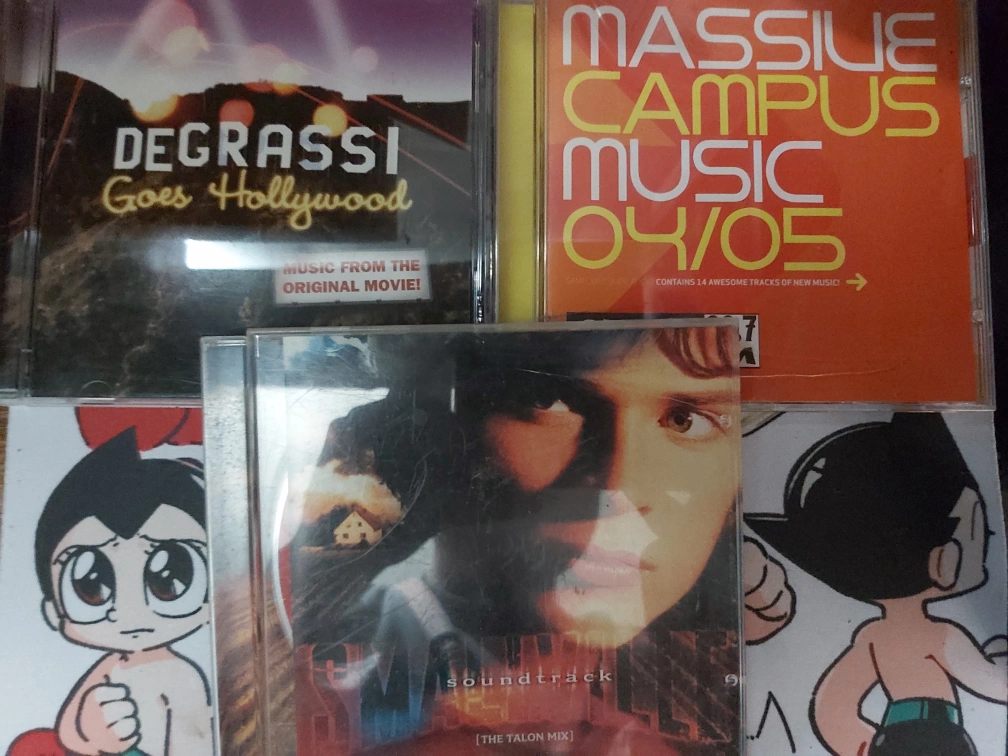 DEGRASSI
Goes Hollywood
MUSIC FROM THE
ORIGINAL MOVIE!
MASSIVE
CAMPUS
MUSIC
04/05
CONTAINS 14 AWESOME TRACKS OF NEW MUSIC!
SMALLVILLE
soundtrack
[THE TALON MIX]